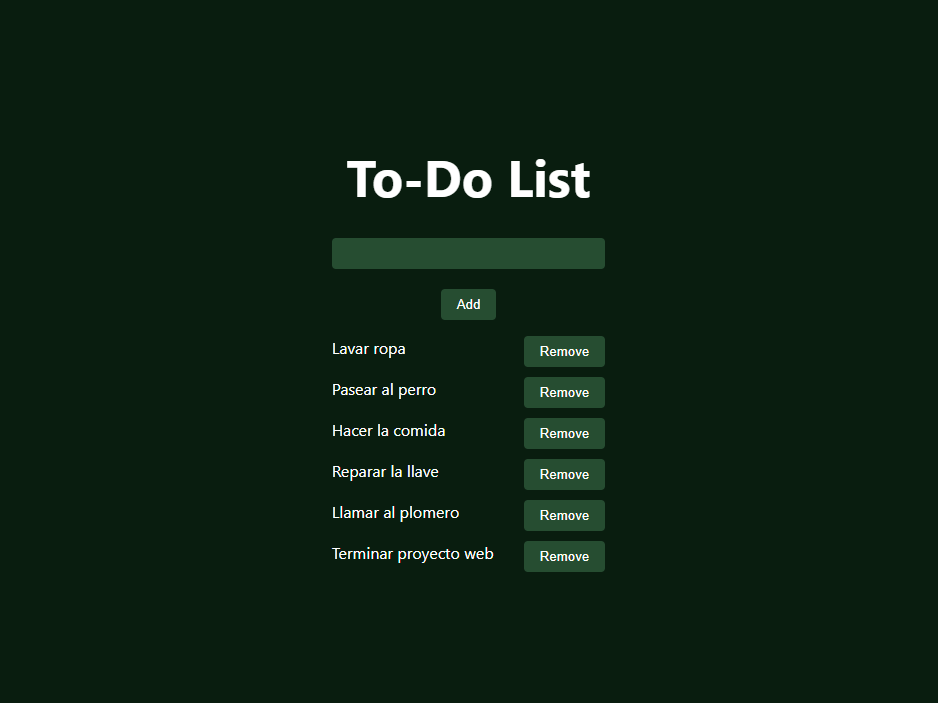 To-Do List
Add
Lavar ropa Remove
Pasear al perro Remove
Hacer la comida Remove
Reparar la llave Remove
Llamar al plomero Remove
Terminar proyecto web Remove